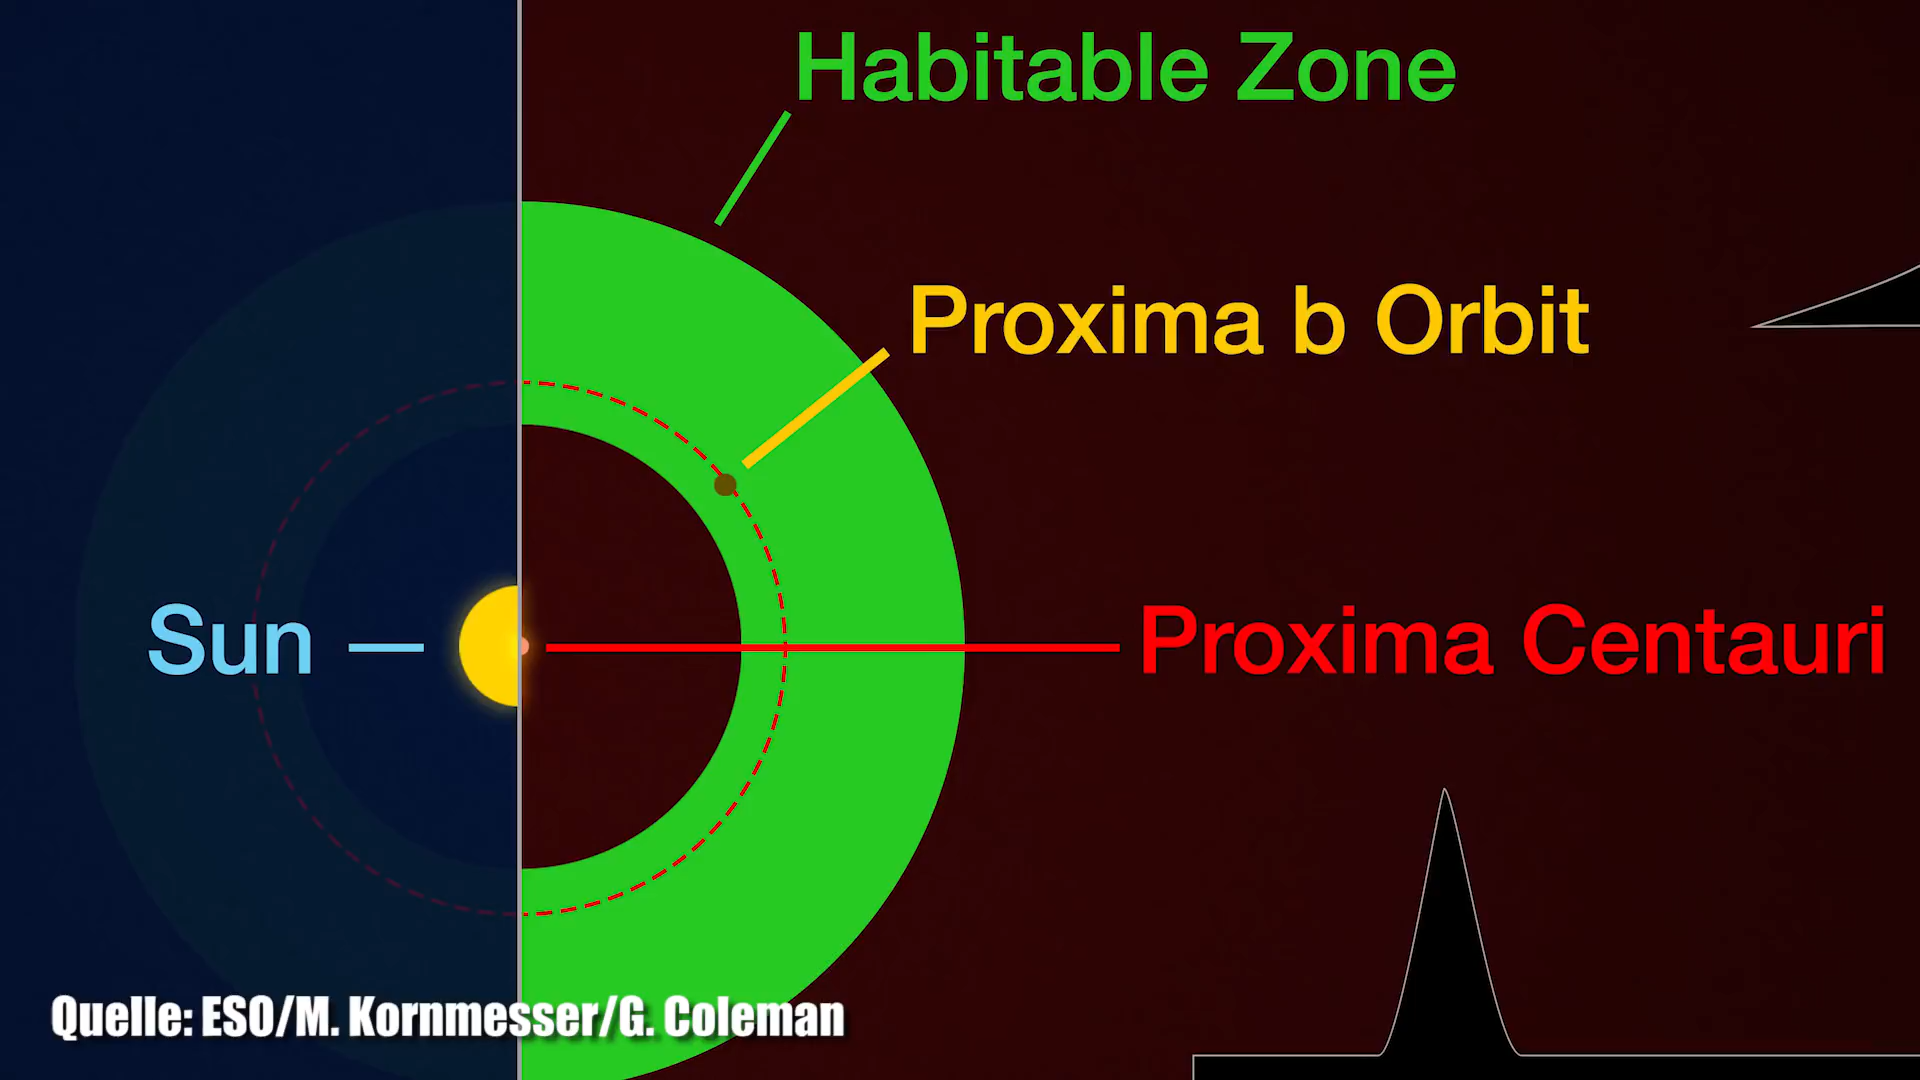 Habitable Zone
Proxima b Orbit
Sun
Proxima Centauri
Quelle: ESO/M. Kornmesser/G. Coleman